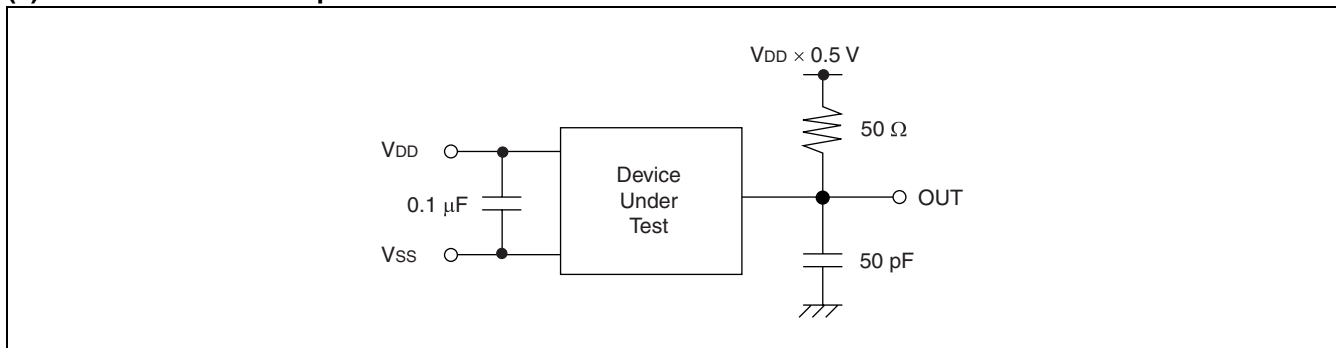 VDD × 0.5 V
50 Ω
VDD
Device
Under
Test
OUT
0.1 μF
VSS
50 pF